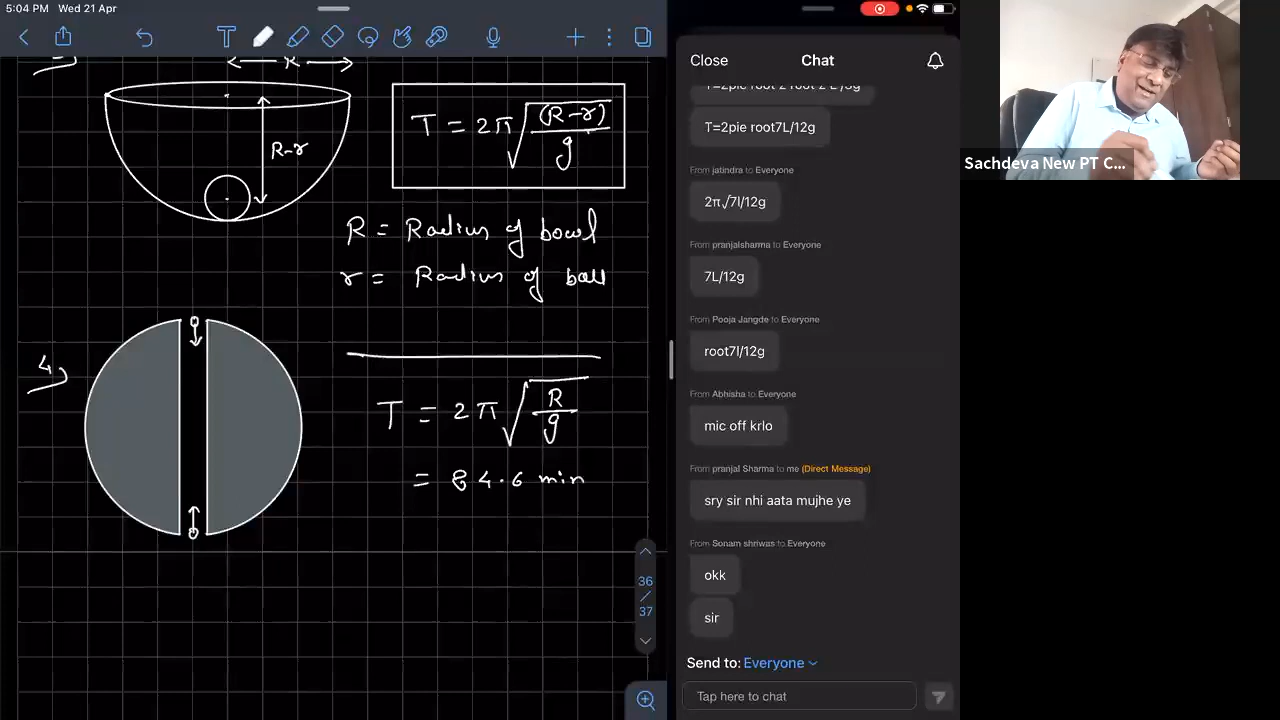 5:04 PM Wed 21 Apr
R
T = 2π √(R-r)/g
R-r
R = Radius of bowl
r = Radius of ball
4)
T = 2π √R/g
= 84.6 min
36
/
37
Close
Chat
T=2pie root7L/12g
From jatindra to Everyone
2π√7l/12g
From pranjalsharma to Everyone
7L/12g
From Pooja Jangde to Everyone
root7l/12g
From Abhisha to Everyone
mic off krlo
From pranjal Sharma to me (Direct Message)
sry sir nhi aata mujhe ye
From Sonam shriwas to Everyone
okk
sir
Send to: Everyone
Tap here to chat
Sachdeva New PT C...